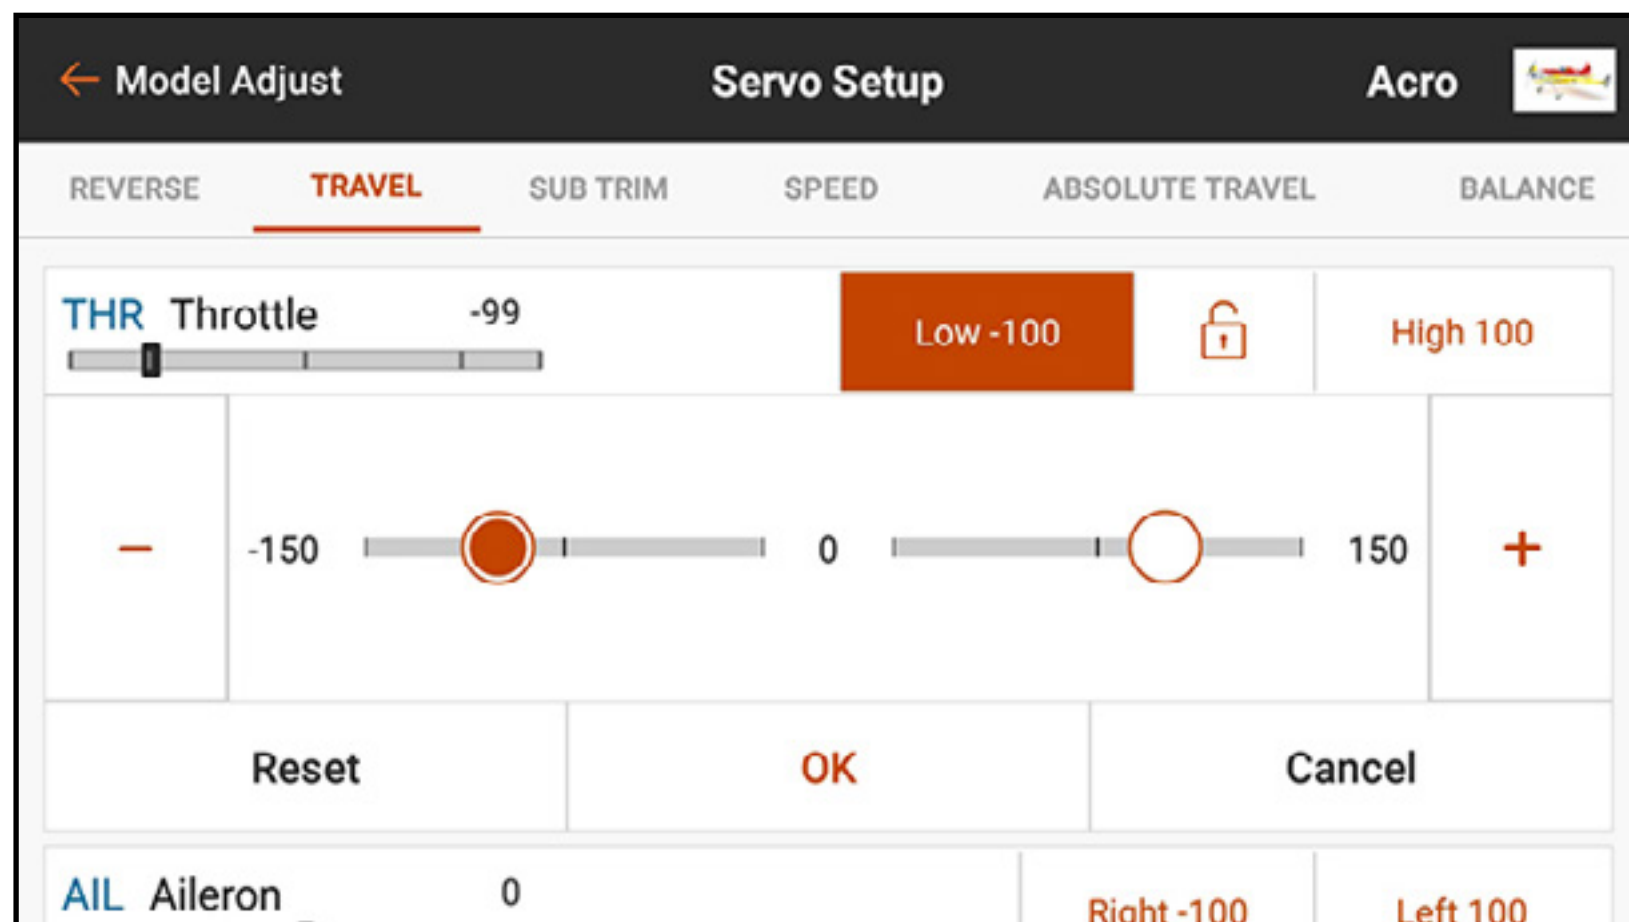 Model Adjust Servo Setup Acro
REVERSE TRAVEL SUB TRIM SPEED ABSOLUTE TRAVEL BALANCE
THR Throttle -99 Low -100 High 100
− -150 0 150 +
Reset OK Cancel
AIL Aileron 0 Right -100 Left 100